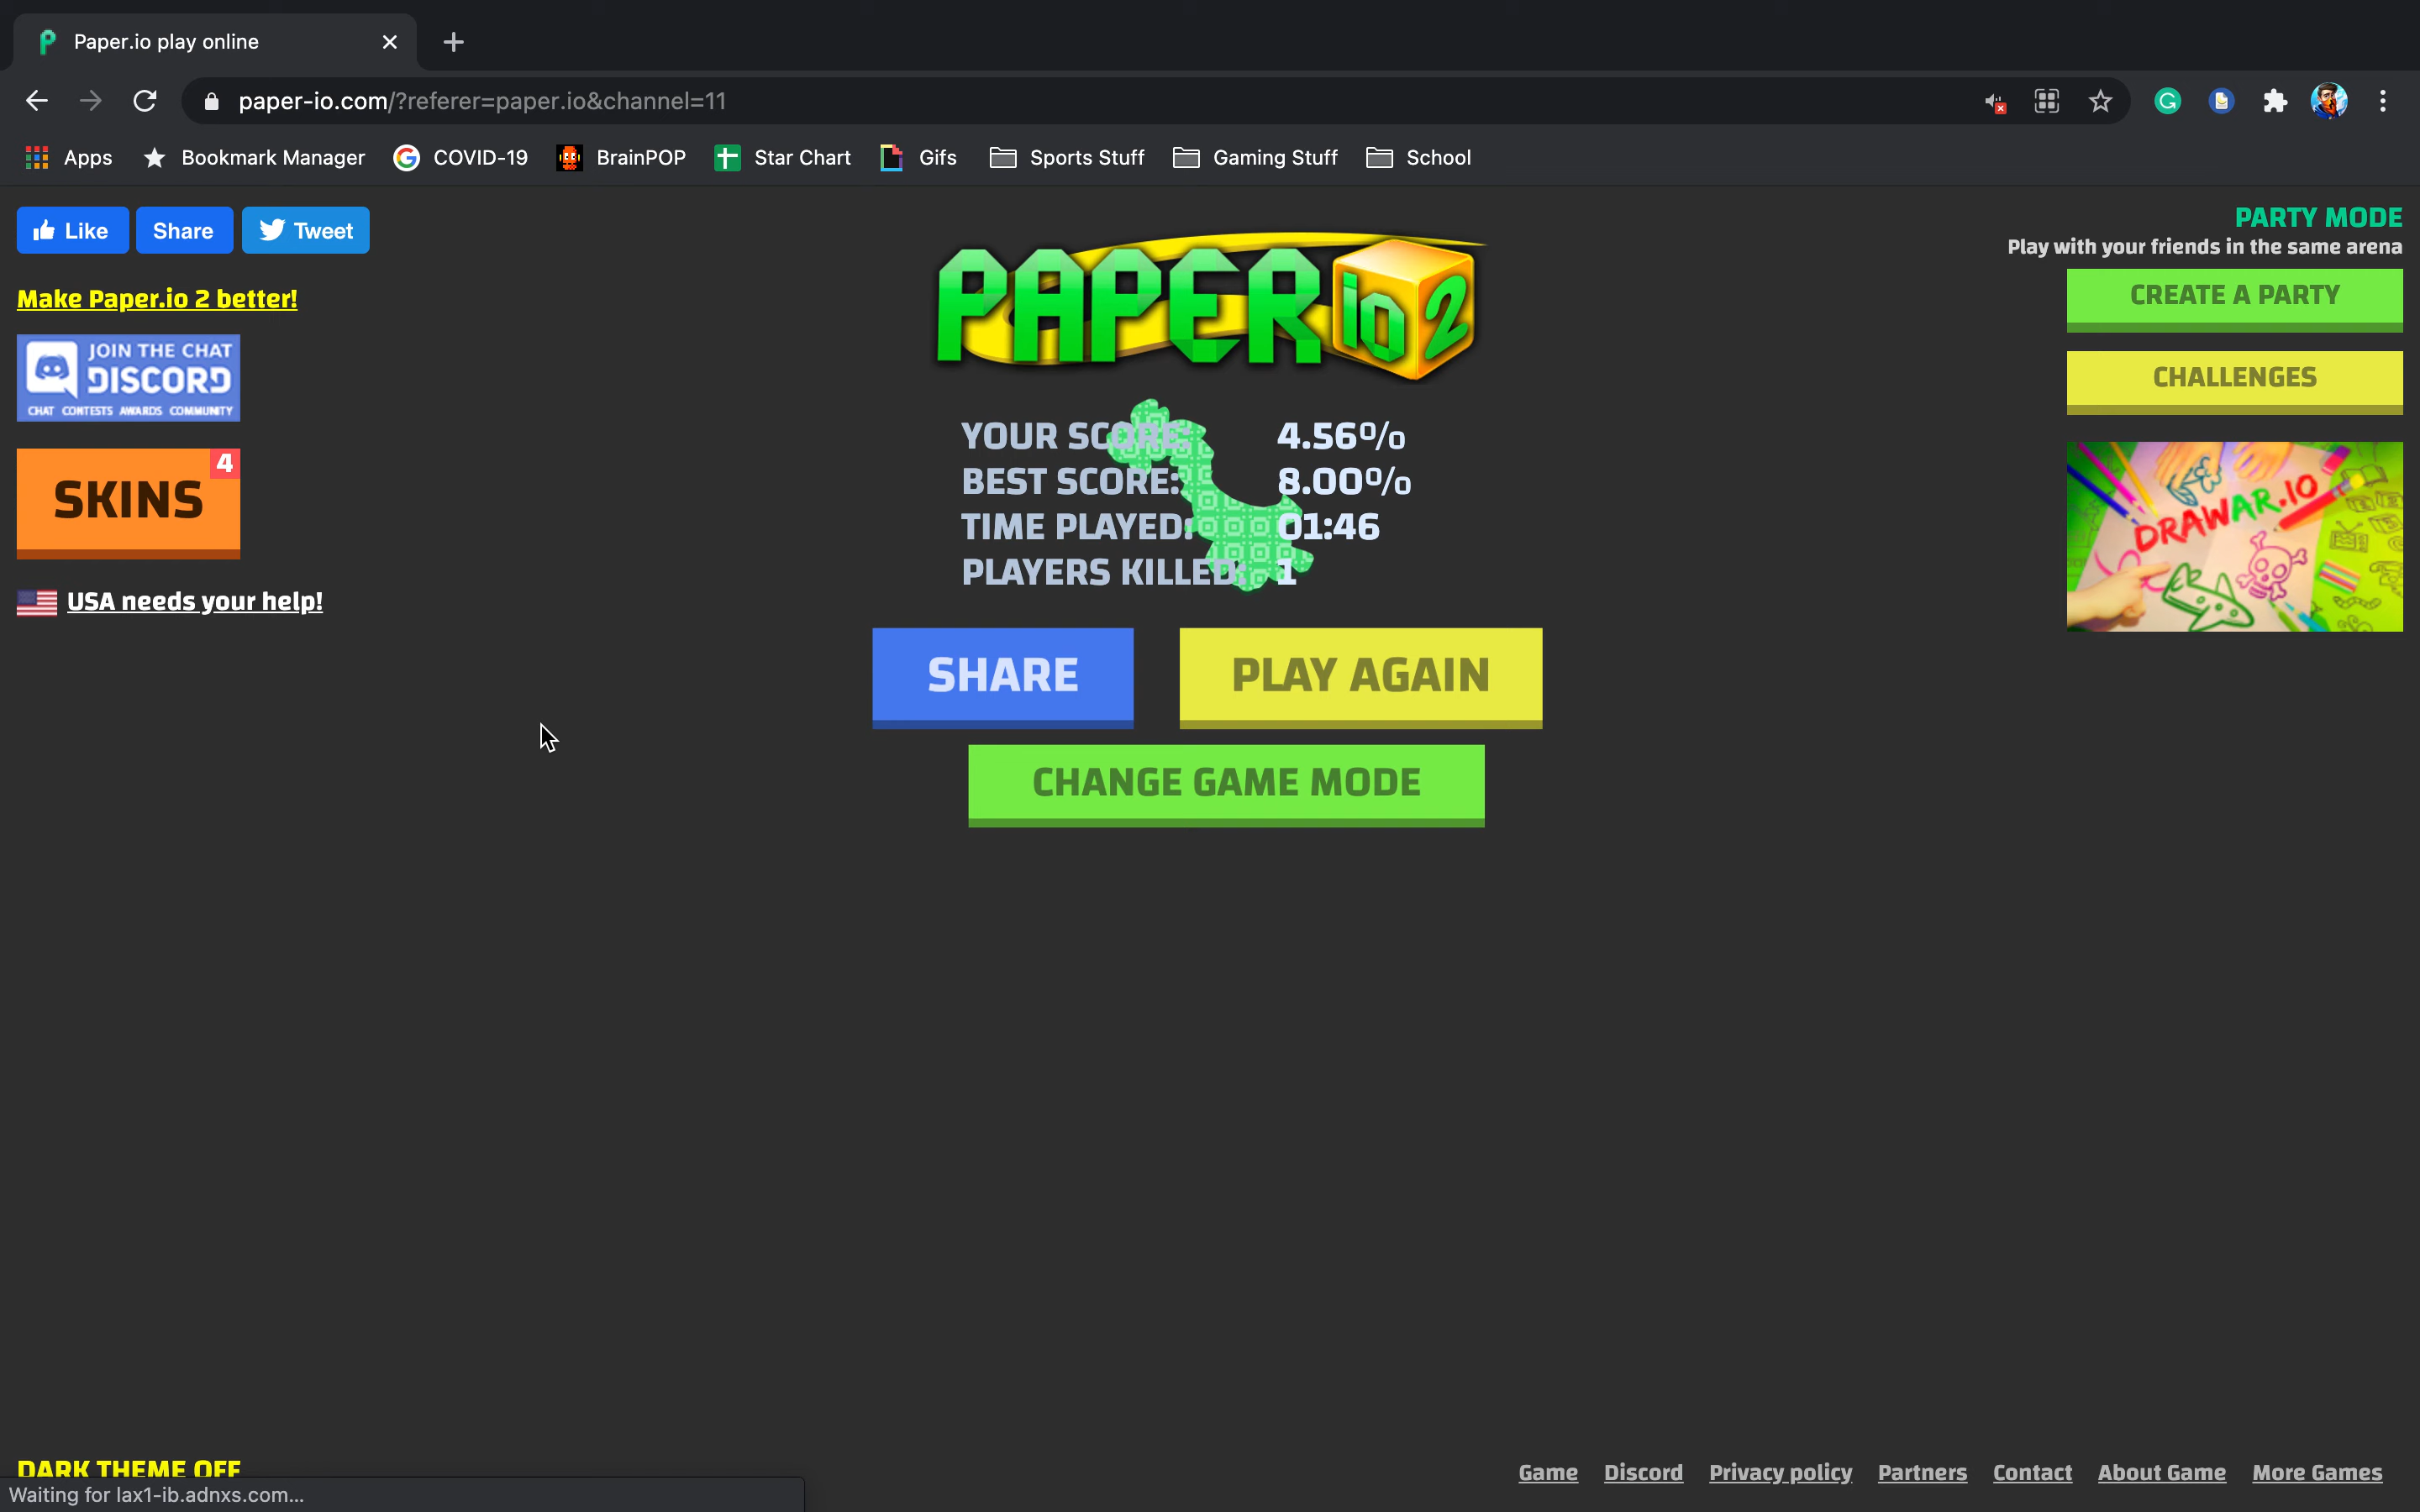 Paper.io play online
paper-io.com/?referer=paper.io&channel=11
Apps Bookmark Manager COVID-19 BrainPOP Star Chart Gifs Sports Stuff Gaming Stuff School
Like Share Tweet
Make Paper.io 2 better!
JOIN THE CHAT
DISCORD
CHAT CONTESTS AWARDS COMMUNITY
SKINS 4
USA needs your help!
PAPER io 2
YOUR SCORE: 4.56%
BEST SCORE: 8.00%
TIME PLAYED: 01:46
PLAYERS KILLED: 1
SHARE PLAY AGAIN
CHANGE GAME MODE
PARTY MODE
Play with your friends in the same arena
CREATE A PARTY
CHALLENGES
DRAWAR.IO
DARK THEME OFF
Waiting for lax1-ib.adnxs.com...
Game Discord Privacy policy Partners Contact About Game More Games